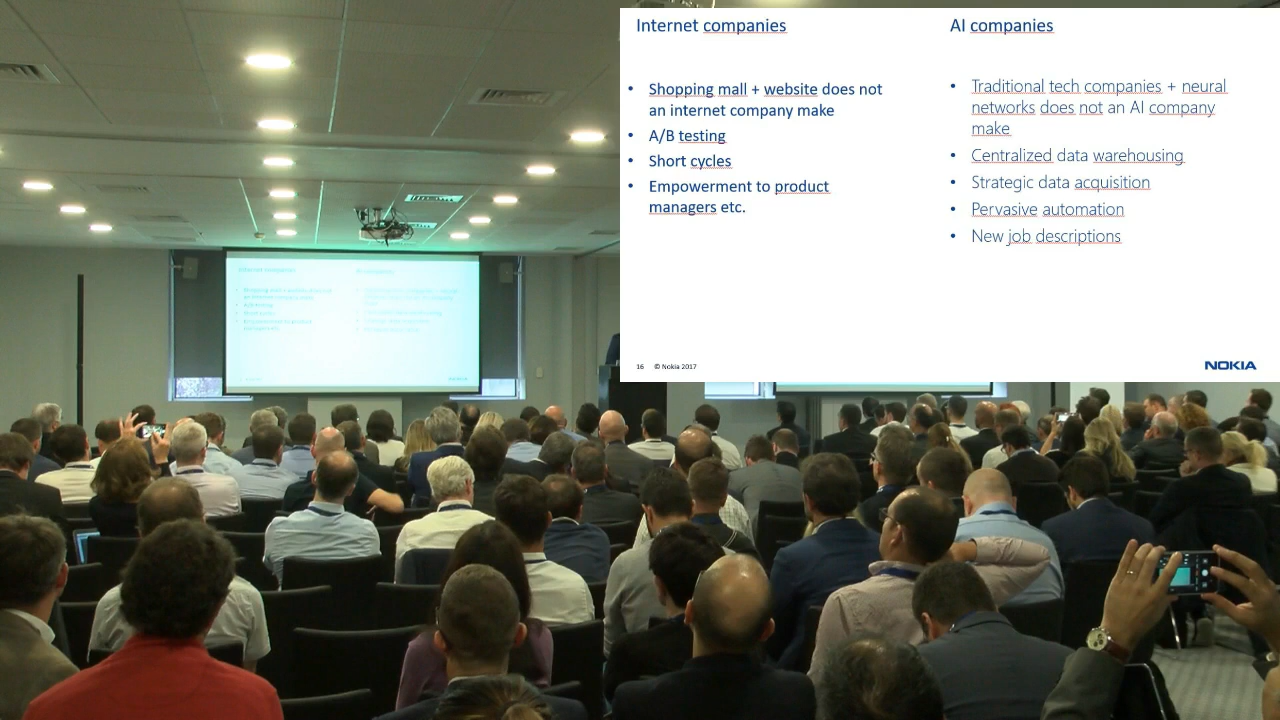 Internet companies
Shopping mall + website does not
an internet company make
A/B testing
Short cycles
Empowerment to product
managers etc.
AI companies
Traditional tech companies + neural
networks does not an AI company
make
Centralized data warehousing
Strategic data acquisition
Pervasive automation
New job descriptions
16 © Nokia 2017
NOKIA